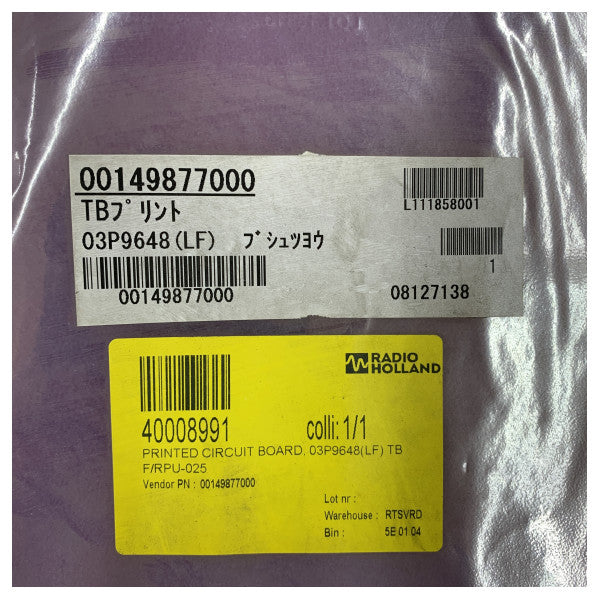 00149877000
TBプリント
L111858001
03P9648(LF) ブシュツヨウ
1
00149877000
08127138
RADIO
HOLLAND
40008991 colli: 1/1
PRINTED CIRCUIT BOARD, 03P9648(LF) TB
F/RPU-025
Vendor PN : 00149877000
Lot nr :
Warehouse : RTSVRD
Bin : 5E 01 04